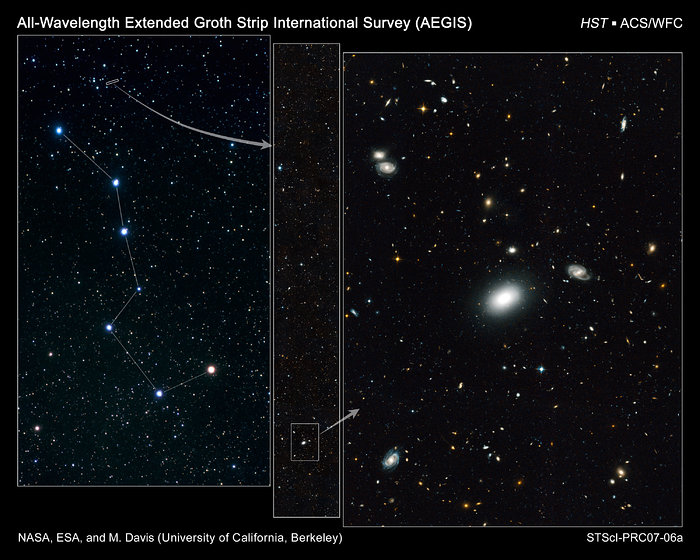 All-Wavelength Extended Groth Strip International Survey (AEGIS)
HST ▪ ACS/WFC
NASA, ESA, and M. Davis (University of California, Berkeley)
STScI-PRC07-06a